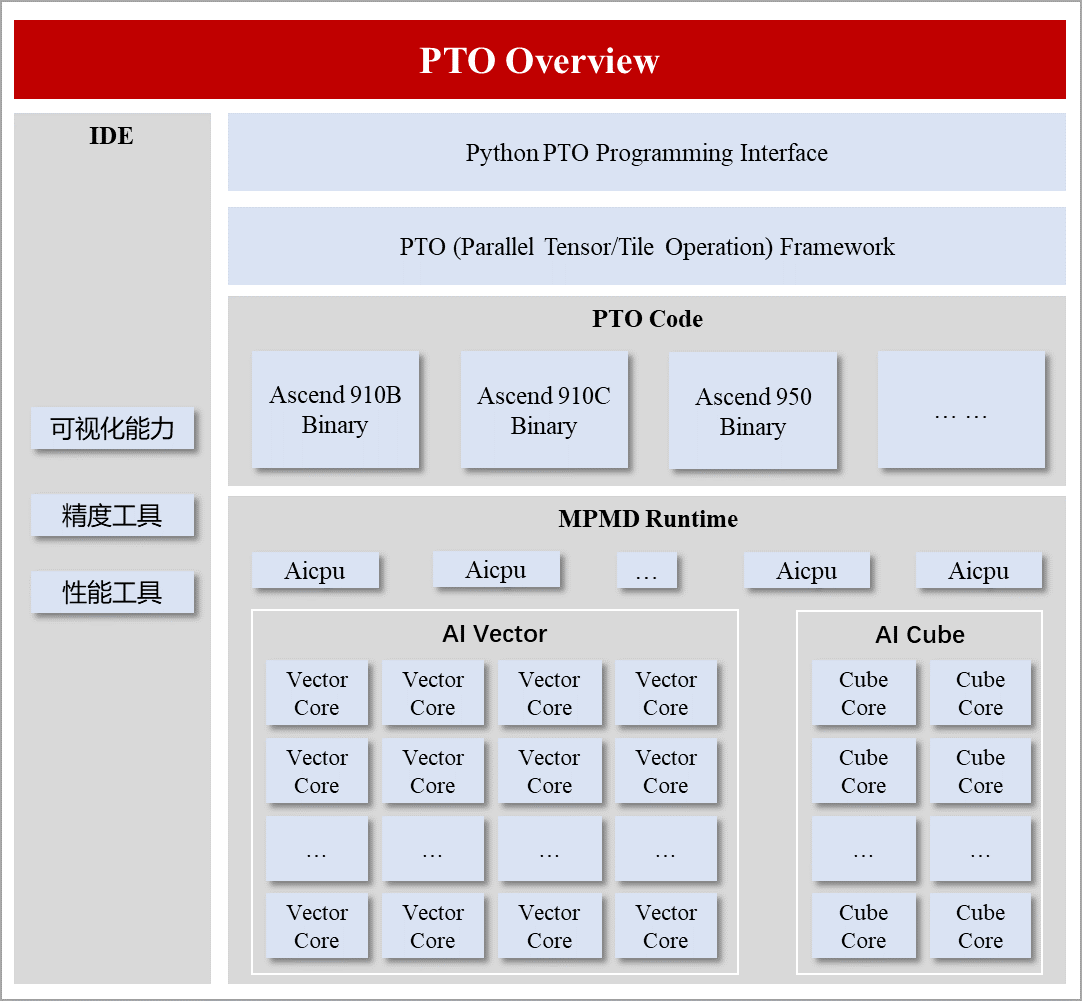 PTO Overview
IDE
可视化能力
精度工具
性能工具
Python PTO Programming Interface
PTO (Parallel Tensor/Tile Operation) Framework
PTO Code
Ascend 910B
Binary
Ascend 910C
Binary
Ascend 950
Binary
… …
MPMD Runtime
Aicpu
Aicpu
…
Aicpu
Aicpu
AI Vector
Vector
Core
Vector
Core
Vector
Core
Vector
Core
Vector
Core
Vector
Core
Vector
Core
Vector
Core
…
…
…
…
Vector
Core
Vector
Core
Vector
Core
Vector
Core
AI Cube
Cube
Core
Cube
Core
Cube
Core
Cube
Core
…
…
Cube
Core
Cube
Core